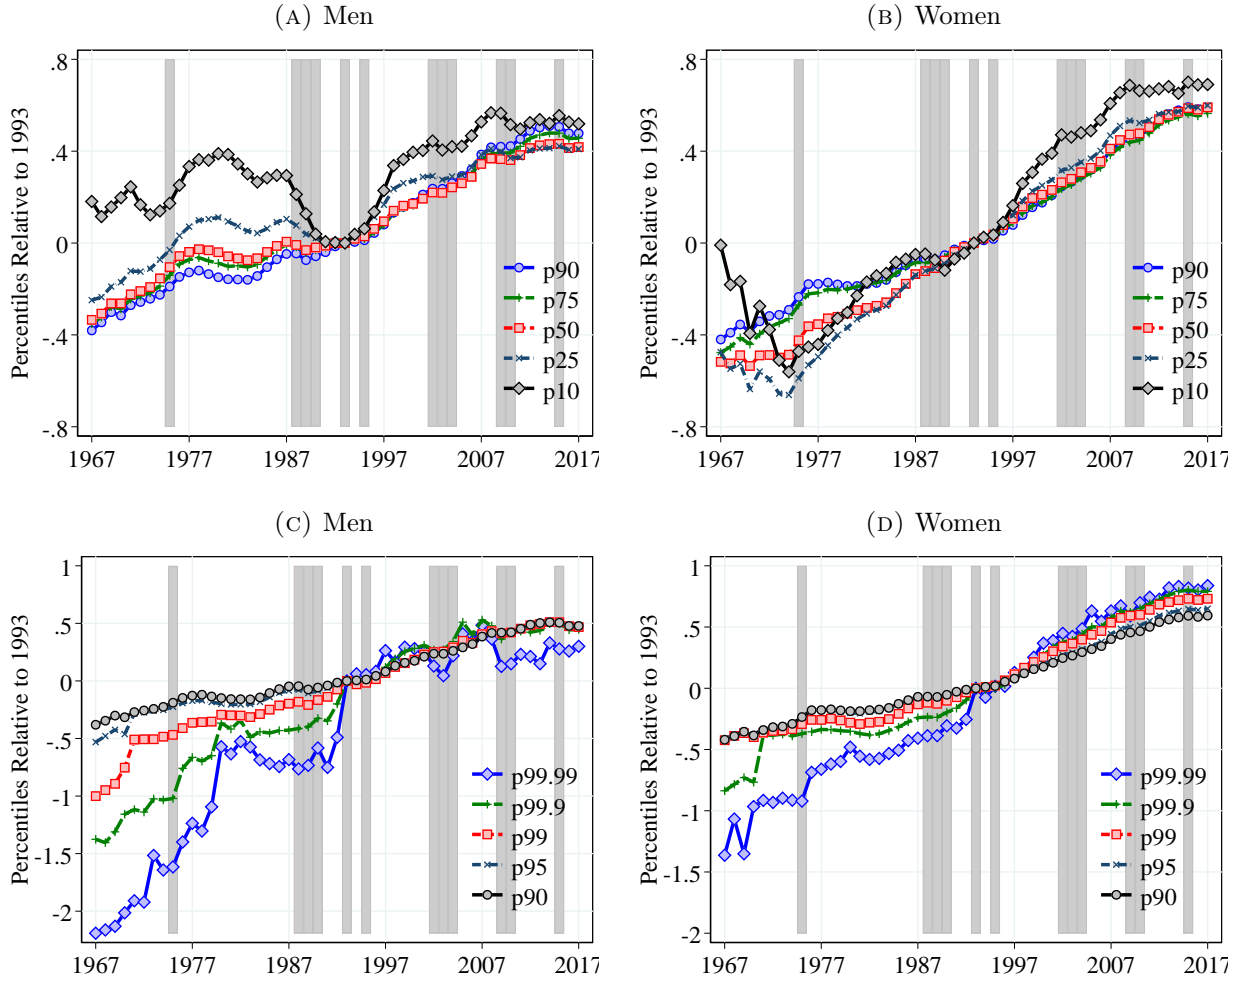 (A) Men
Percentiles Relative to 1993
.8
.4
0
-.4
-.8
1967 1977 1987 1997 2007 2017
p90
p75
p50
p25
p10
(B) Women
Percentiles Relative to 1993
.8
.4
0
-.4
-.8
1967 1977 1987 1997 2007 2017
p90
p75
p50
p25
p10
(C) Men
Percentiles Relative to 1993
1
.5
0
-.5
-1
-1.5
-2
1967 1977 1987 1997 2007 2017
p99.99
p99.9
p99
p95
p90
(D) Women
Percentiles Relative to 1993
1
.5
0
-.5
-1
-1.5
-2
1967 1977 1987 1997 2007 2017
p99.99
p99.9
p99
p95
p90